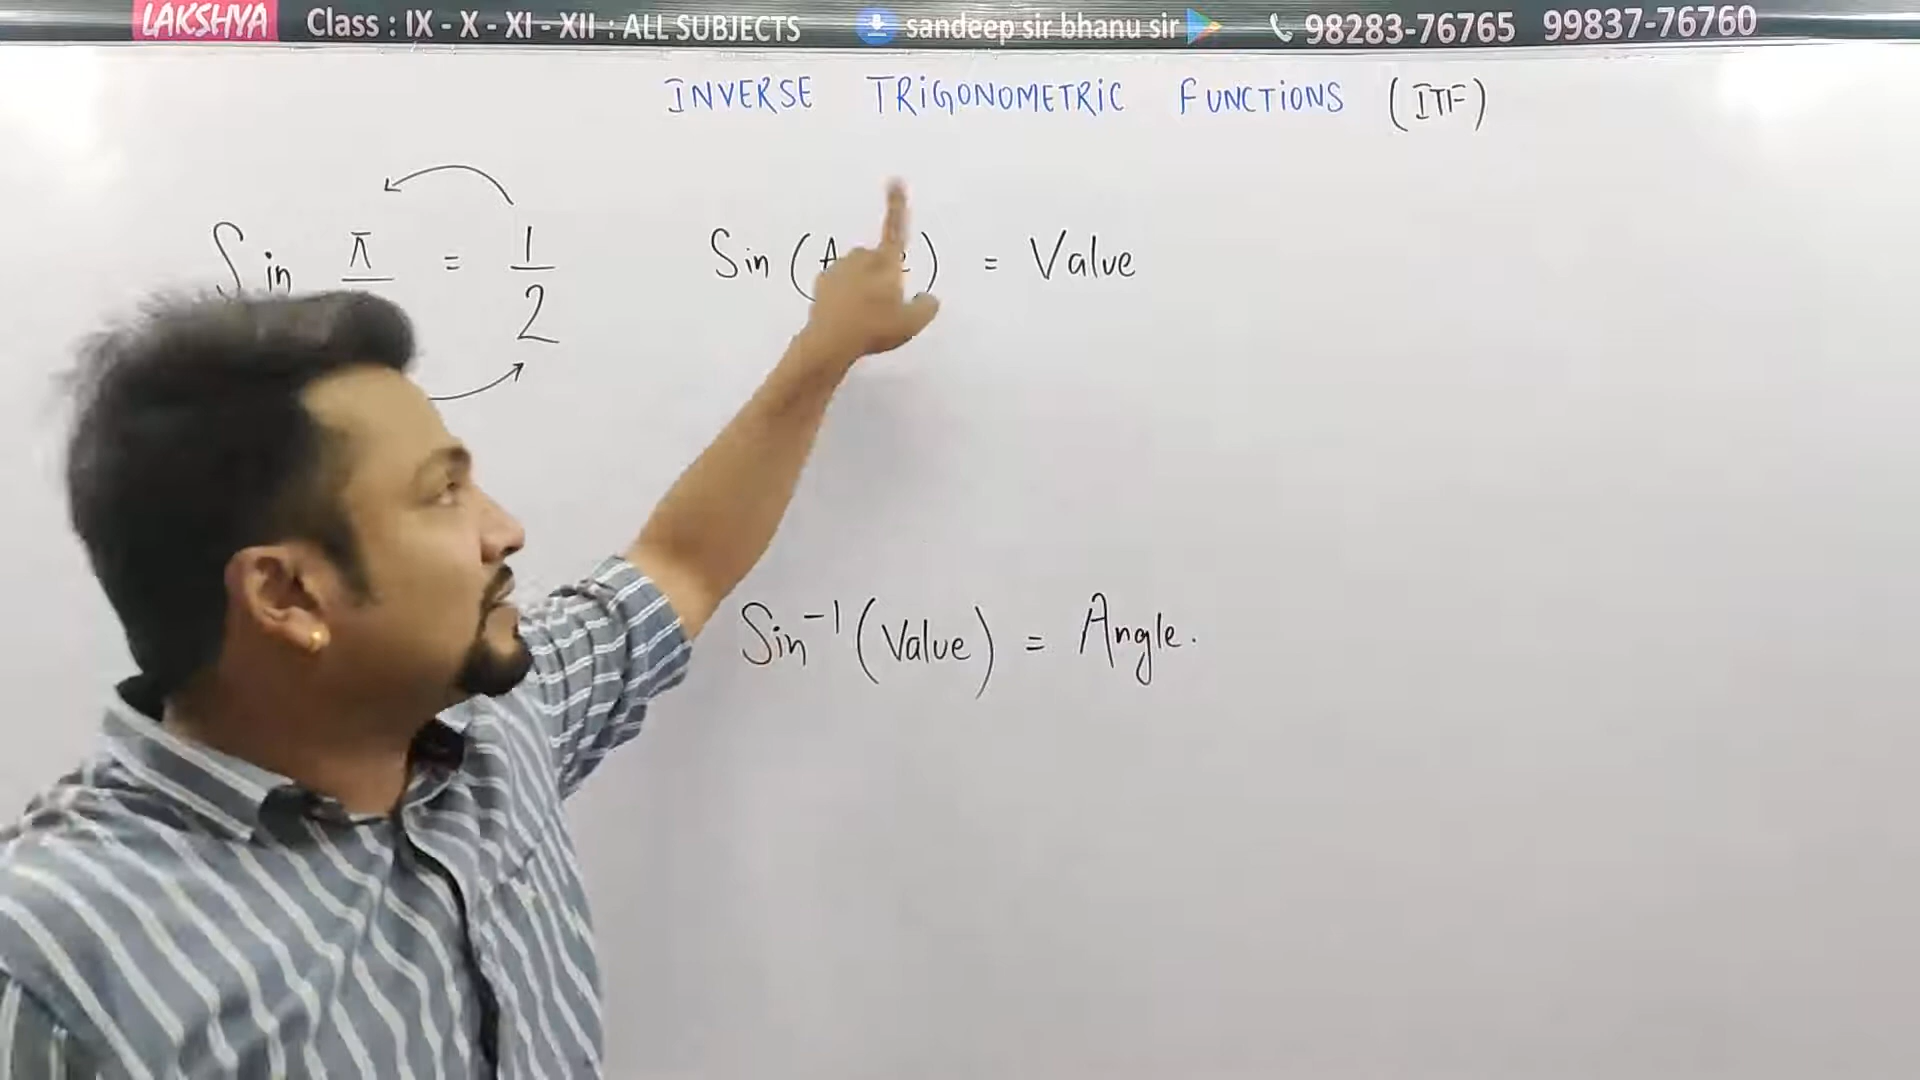 LAKSHYA Class : IX - X - XI - XII : ALL SUBJECTS sandeep sir bhanu sir 98283-76765 99837-76760
INVERSE TRiGONOMETRiC FUNCTiONS (ITF)
Sin π = 1/2
Sin ( ) = Value
Sin⁻¹ (Value) = Angle.